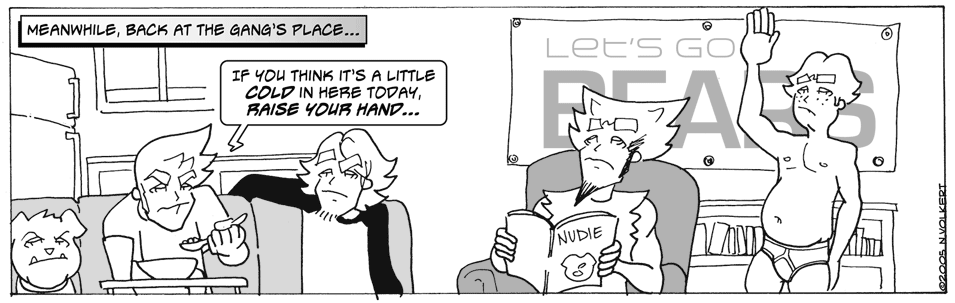 MEANWHILE, BACK AT THE GANG'S PLACE...
IF YOU THINK IT'S A LITTLE
COLD IN HERE TODAY,
RAISE YOUR HAND...
LET'S GO
BEARS
NUDIE
©2005 N.VOLKERT